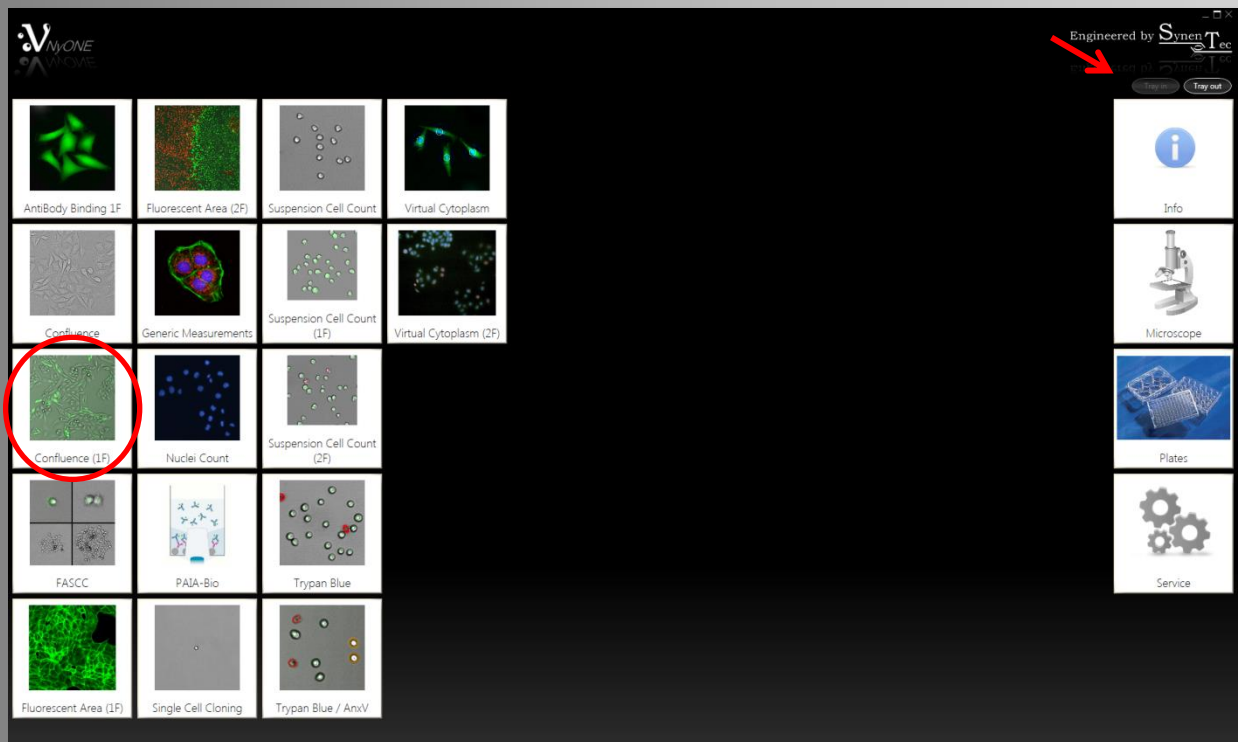 NyONE
Engineered by SynenTec
Tray in
Tray out
AntiBody Binding 1F
Fluorescent Area (2F)
Suspension Cell Count
Virtual Cytoplasm
Info
Confluence
Generic Measurements
Suspension Cell Count
(1F)
Virtual Cytoplasm (2F)
Microscope
Confluence (1F)
Nuclei Count
Suspension Cell Count
(2F)
Plates
FASCC
PAIA-Bio
Trypan Blue
Service
Fluorescent Area (1F)
Single Cell Cloning
Trypan Blue / AnxV